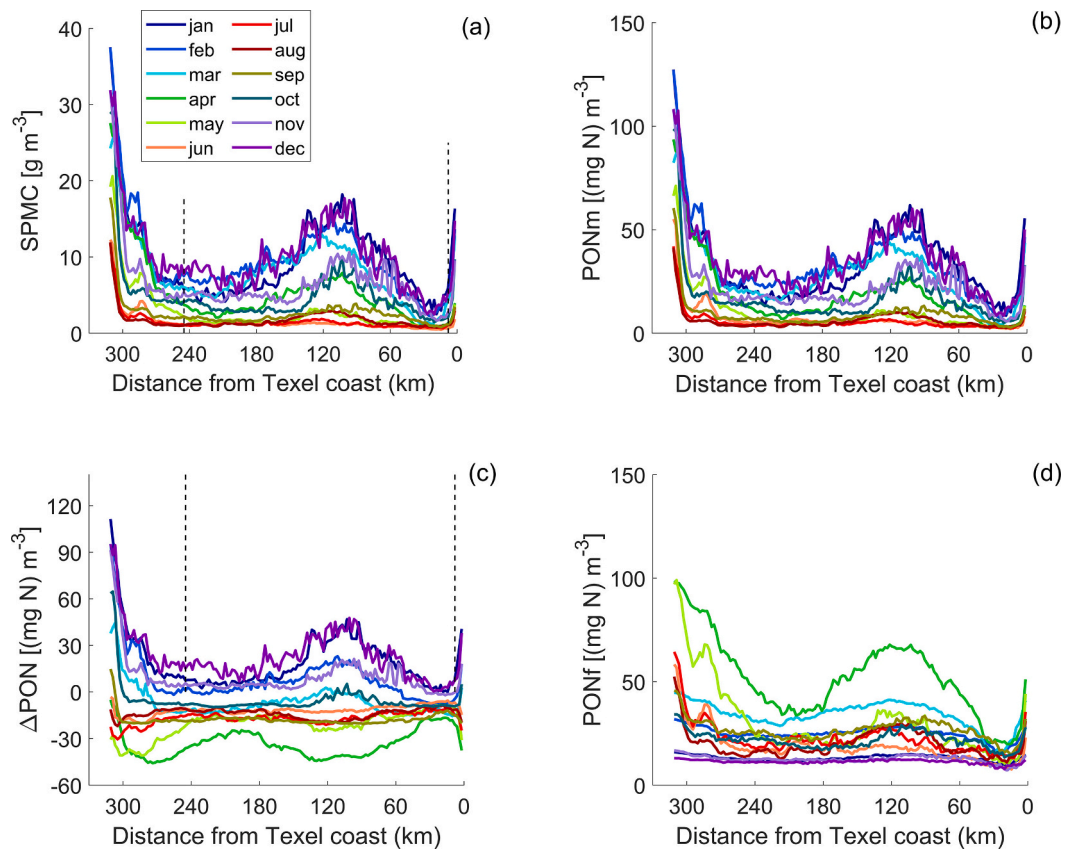 (a)
SPMC [g m⁻³]
40
30
20
10
0
jan
feb
mar
apr
may
jun
jul
aug
sep
oct
nov
dec
300 240 180 120 60 0
Distance from Texel coast (km)
(b)
PONm [(mg N) m⁻³]
150
100
50
0
300 240 180 120 60 0
Distance from Texel coast (km)
(c)
ΔPON [(mg N) m⁻³]
120
90
60
30
0
-30
-60
300 240 180 120 60 0
Distance from Texel coast (km)
(d)
PONf [(mg N) m⁻³]
150
100
50
0
300 240 180 120 60 0
Distance from Texel coast (km)